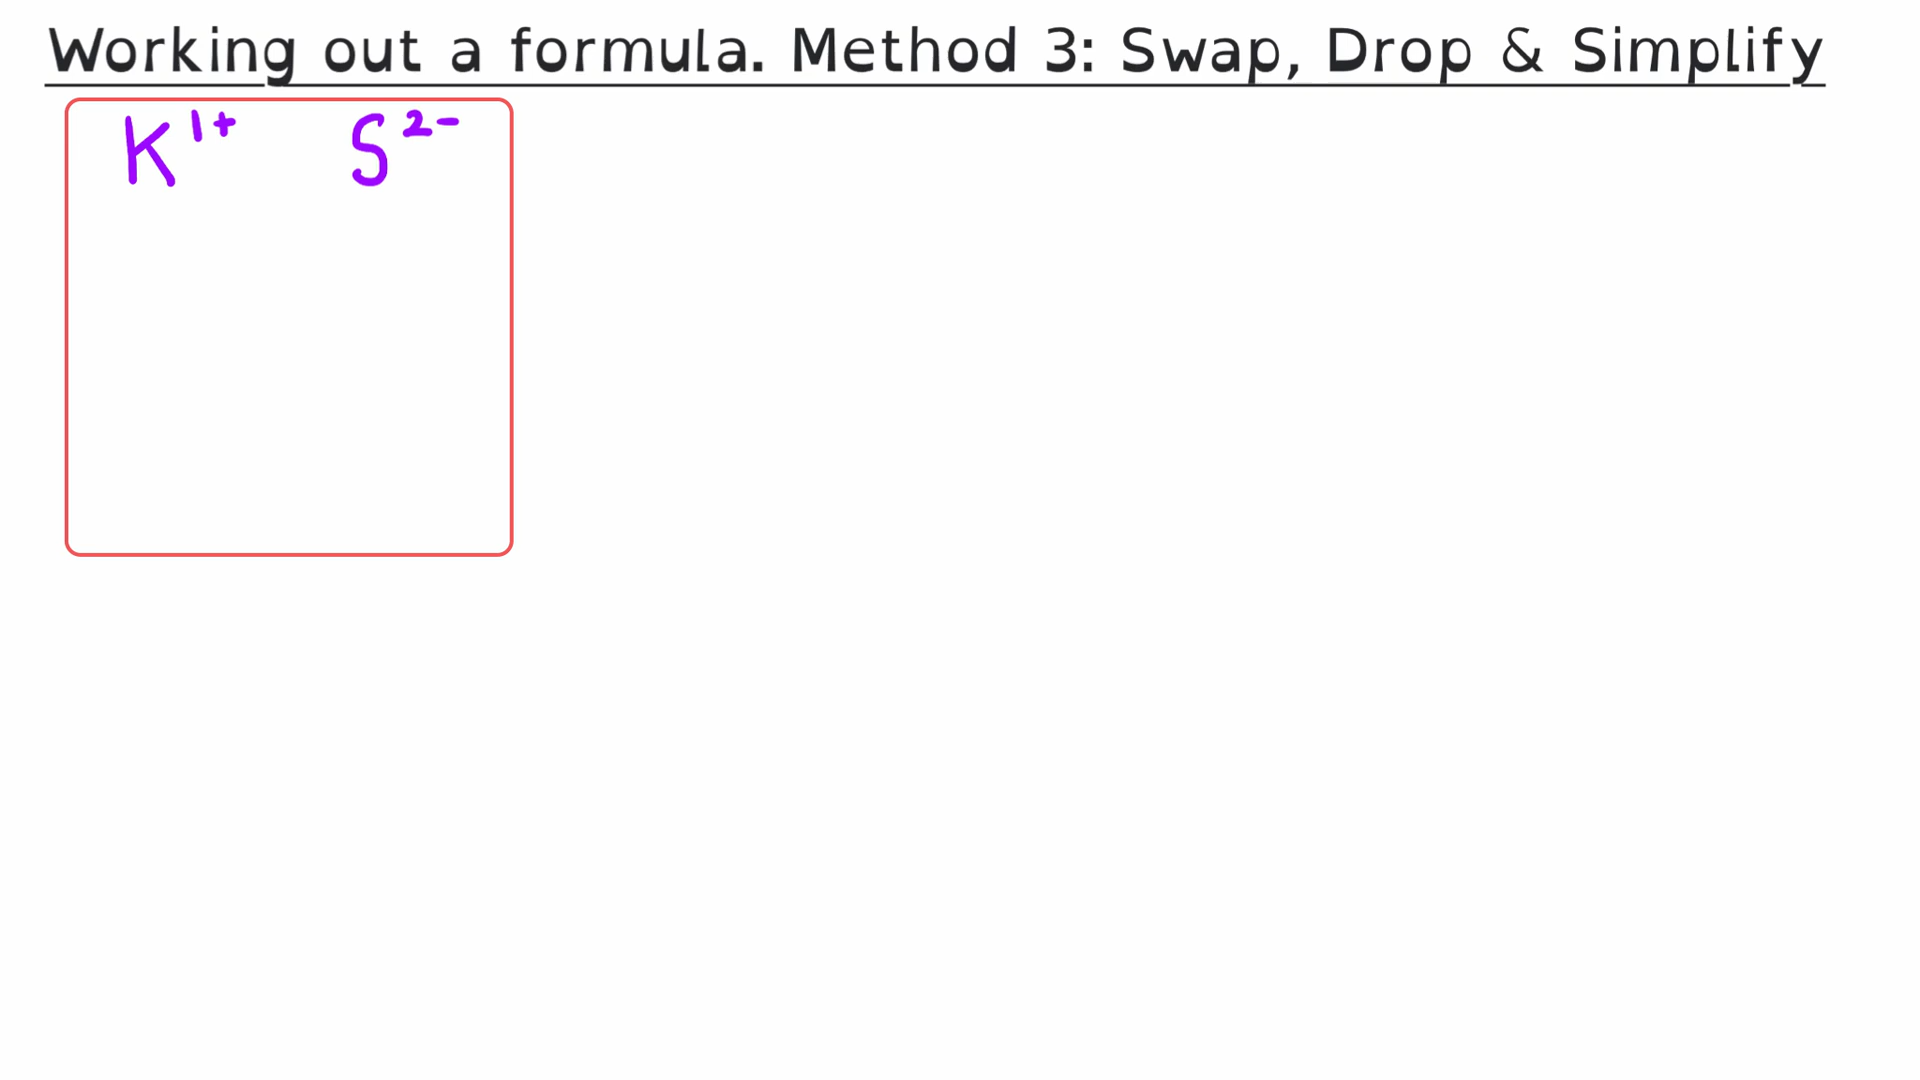 Working out a formula. Method 3: Swap, Drop & Simplify
K¹⁺ S²⁻